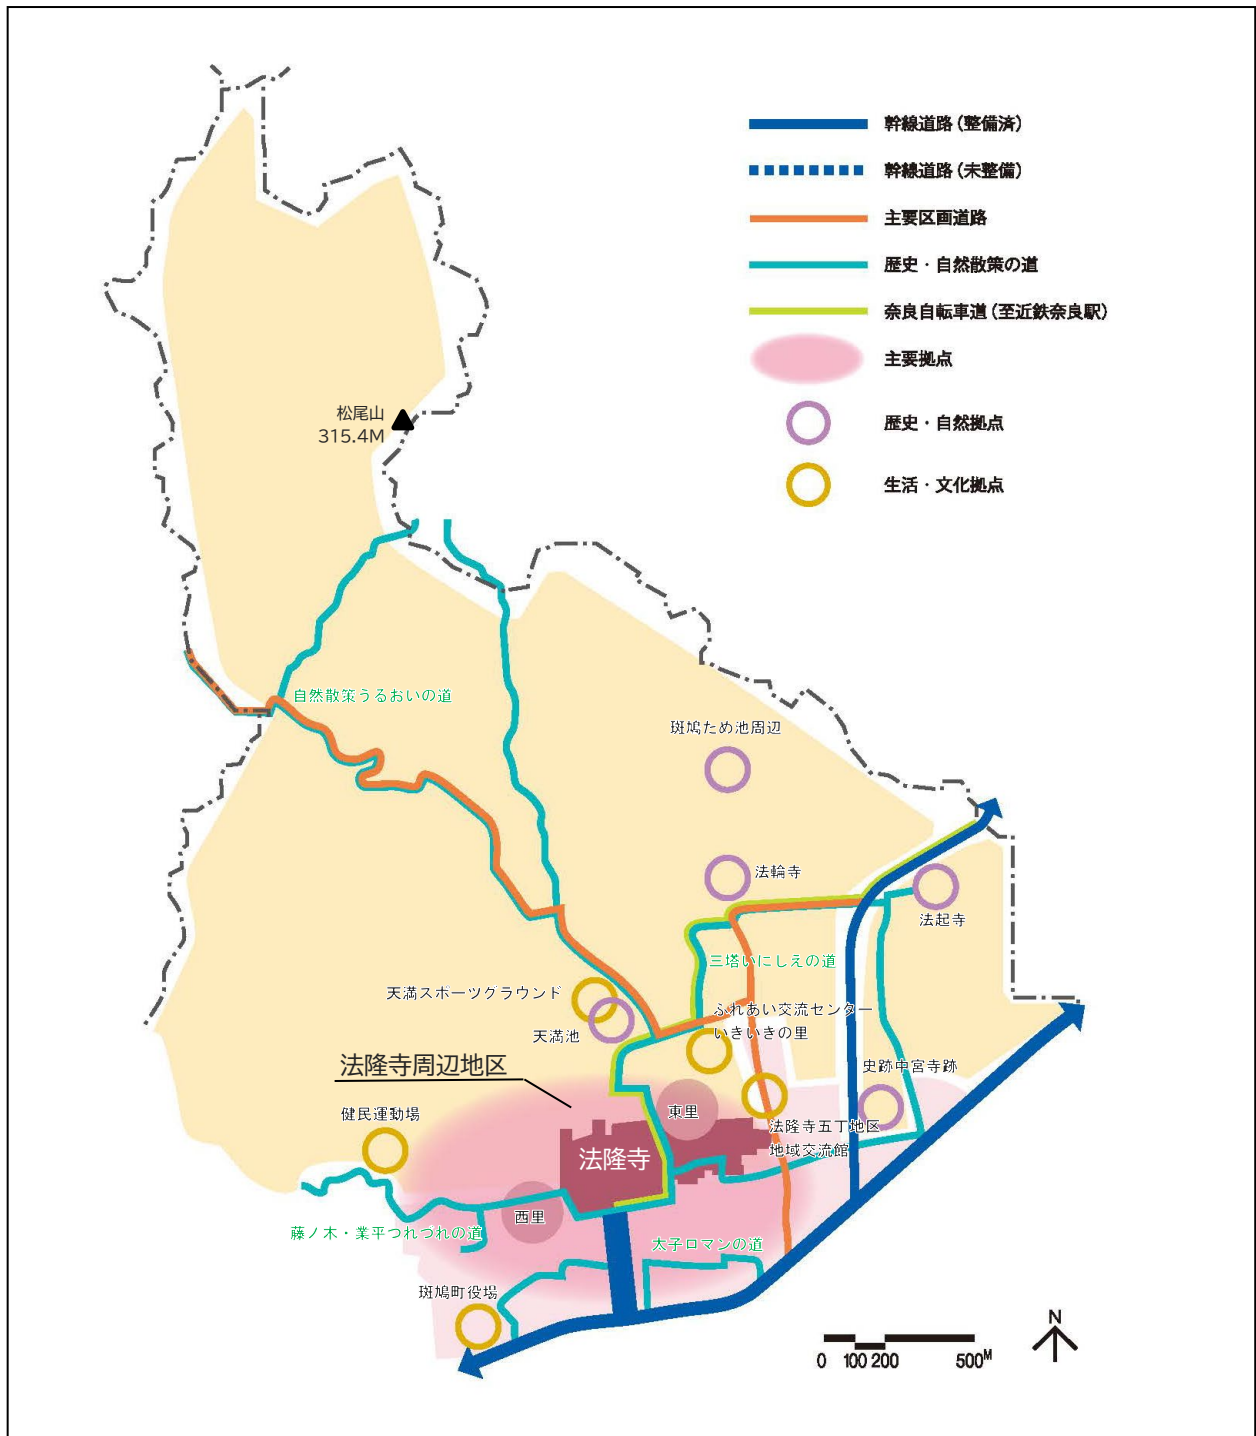 幹線道路(整備済)
幹線道路(未整備)
主要区画道路
歴史・自然散策の道
奈良自転車道(至近鉄奈良駅)
主要拠点
歴史・自然拠点
生活・文化拠点
松尾山
315.4M
自然散策うるおいの道
斑鳩ため池周辺
法輪寺
法起寺
三塔いにしえの道
天満スポーツグラウンド
天満池
ふれあい交流センター
いきいきの里
法隆寺周辺地区
史跡中宮寺跡
健民運動場
東里
法隆寺五丁地区
地域交流館
法隆寺
西里
藤ノ木・業平つれづれの道
太子ロマンの道
斑鳩町役場
N
0 100 200 500M